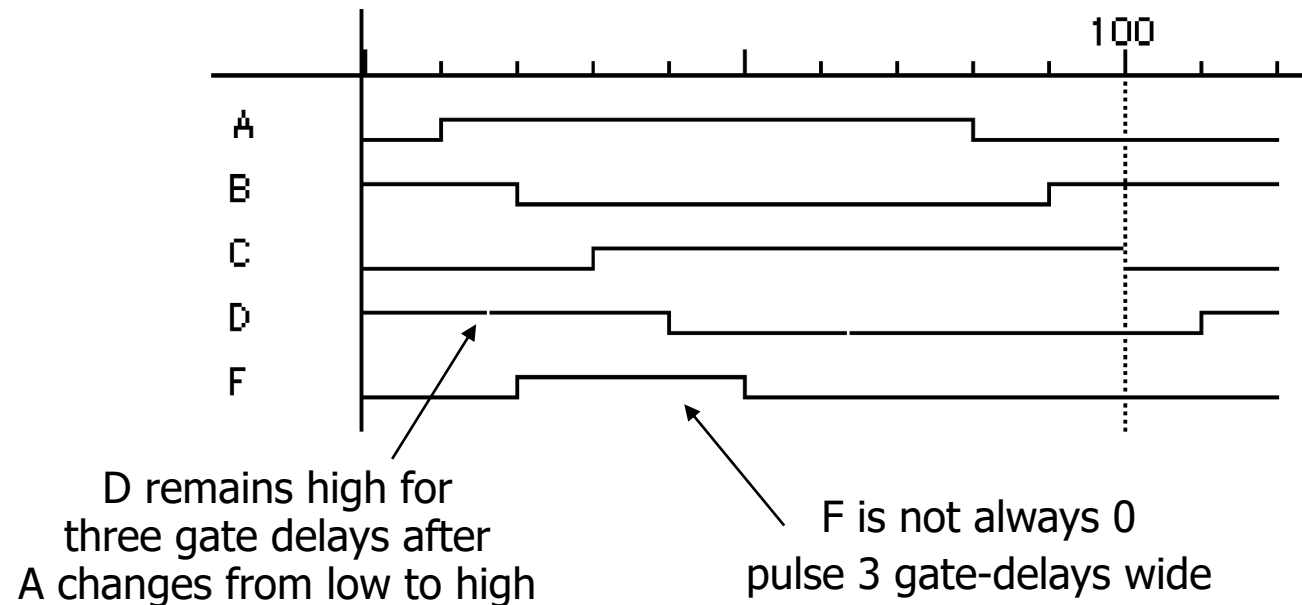 100
A
B
C
D
F
D remains high for
three gate delays after
A changes from low to high
F is not always 0
pulse 3 gate-delays wide